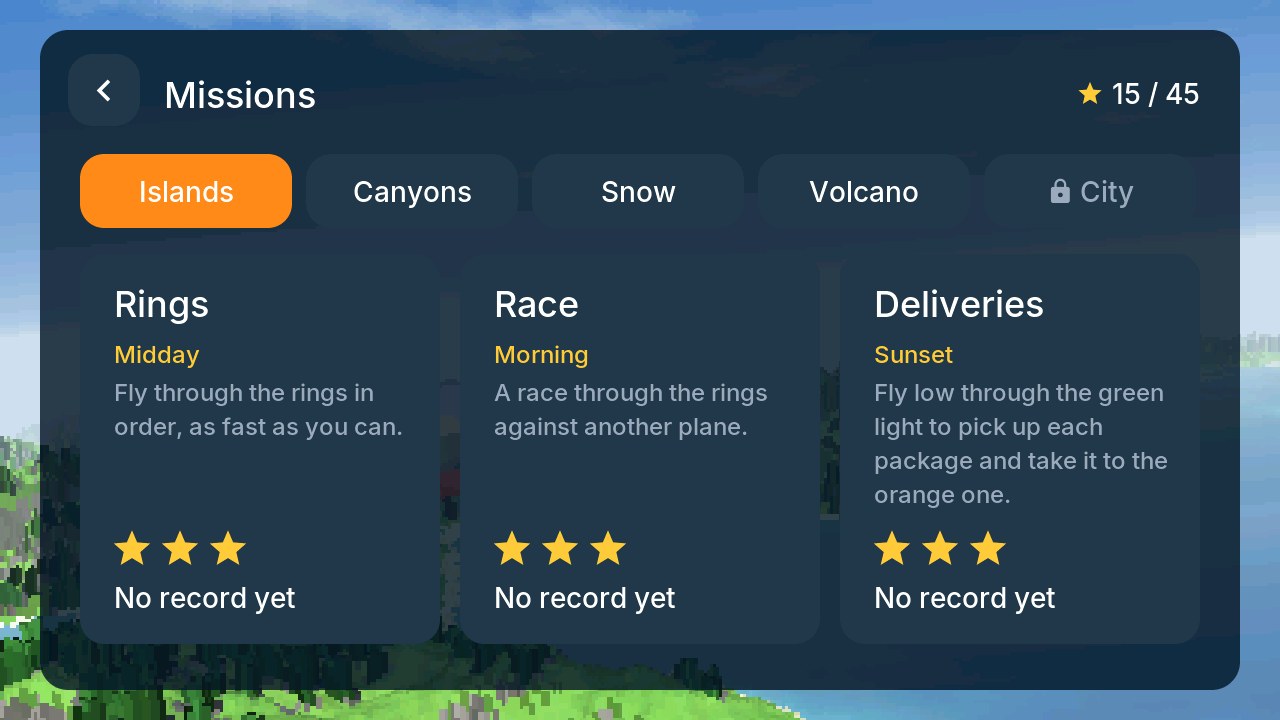 Missions
15 / 45
Islands
Canyons
Snow
Volcano
City
Rings
Midday
Fly through the rings in
order, as fast as you can.
No record yet
Race
Morning
A race through the rings
against another plane.
No record yet
Deliveries
Sunset
Fly low through the green
light to pick up each
package and take it to the
orange one.
No record yet